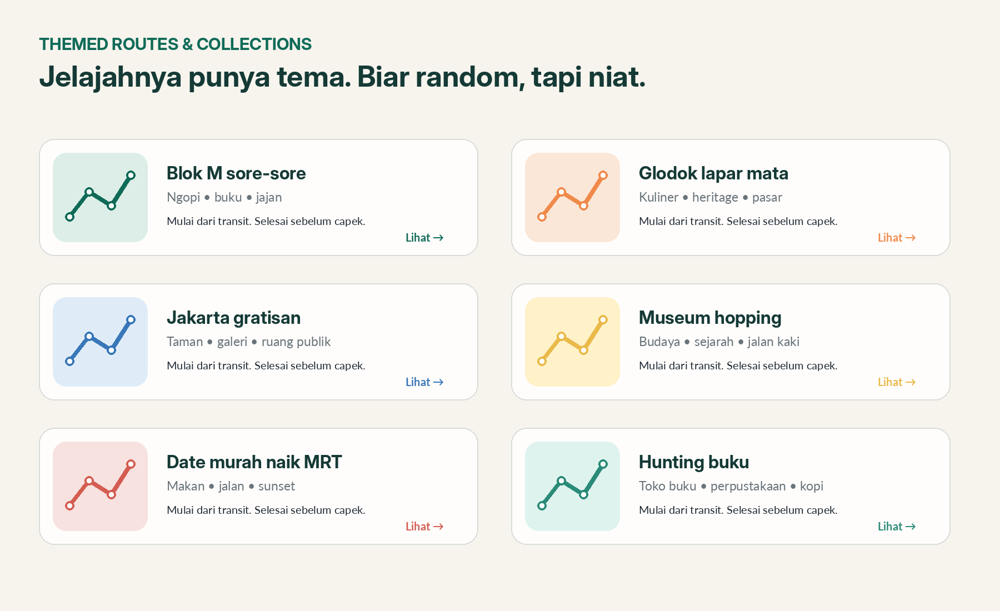 THEMED ROUTES & COLLECTIONS
Jelajahnya punya tema. Biar random, tapi niat.
Blok M sore-sore
Ngopi • buku • jajan
Mulai dari transit. Selesai sebelum capek.
Lihat →
Glodok lapar mata
Kuliner • heritage • pasar
Mulai dari transit. Selesai sebelum capek.
Lihat →
Jakarta gratisan
Taman • galeri • ruang publik
Mulai dari transit. Selesai sebelum capek.
Lihat →
Museum hopping
Budaya • sejarah • jalan kaki
Mulai dari transit. Selesai sebelum capek.
Lihat →
Date murah naik MRT
Makan • jalan • sunset
Mulai dari transit. Selesai sebelum capek.
Lihat →
Hunting buku
Toko buku • perpustakaan • kopi
Mulai dari transit. Selesai sebelum capek.
Lihat →